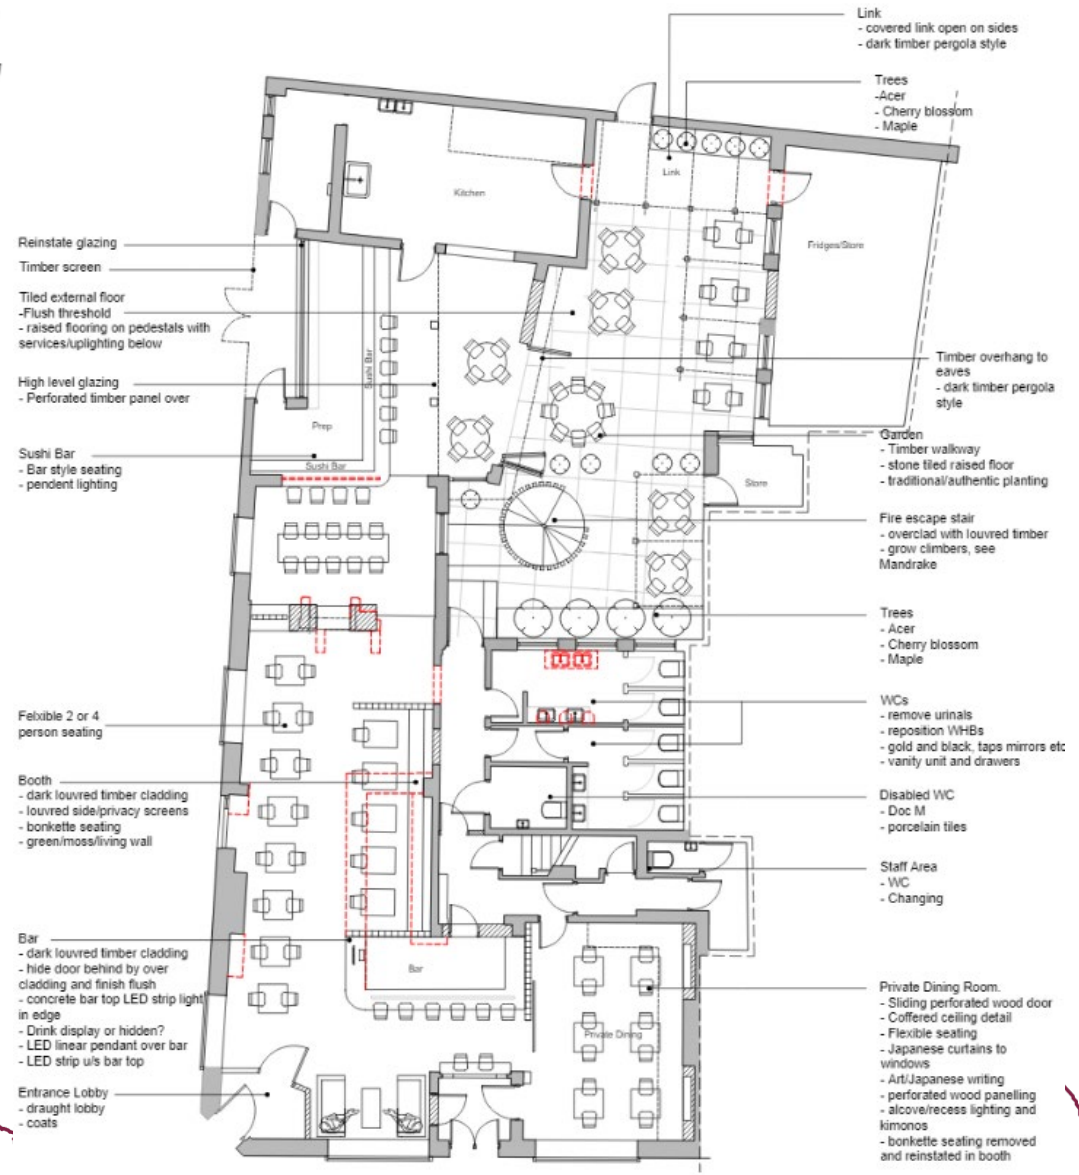 Link
- covered link open on sides
- dark timber pergola style
Trees
-Acer
- Cherry blossom
- Maple
Link
Kitchen
Fridges/Store
Reinstate glazing
Timber screen
Tiled external floor
-Flush threshold
- raised flooring on pedestals with
services/uplighting below
High level glazing
- Perforated timber panel over
Sushi Bar
- Bar style seating
- pendent lighting
Sushi Bar
Prep
Sushi Bar
Timber overhang to
eaves
- dark timber pergola
style
Garden
- Timber walkway
- stone tiled raised floor
- traditional/authentic planting
Store
Fire escape stair
- overclad with louvred timber
- grow climbers, see
Mandrake
Trees
- Acer
- Cherry blossom
- Maple
Felxible 2 or 4
person seating
WCs
- remove urinals
- reposition WHBs
- gold and black, taps mirrors etc
- vanity unit and drawers
Booth
- dark louvred timber cladding
- louvred side/privacy screens
- bonkette seating
- green/moss/living wall
Disabled WC
- Doc M
- porcelain tiles
Staff Area
- WC
- Changing
Bar
- dark louvred timber cladding
- hide door behind by over
cladding and finish flush
- concrete bar top LED strip light
in edge
- Drink display or hidden?
- LED linear pendant over bar
- LED strip u/s bar top
Bar
Private Dining
Private Dining Room.
- Sliding perforated wood door
- Coffered ceiling detail
- Flexible seating
- Japanese curtains to
windows
- Art/Japanese writing
- perforated wood panelling
- alcove/recess lighting and
kimonos
- bonkette seating removed
and reinstated in booth
Entrance Lobby
- draught lobby
- coats